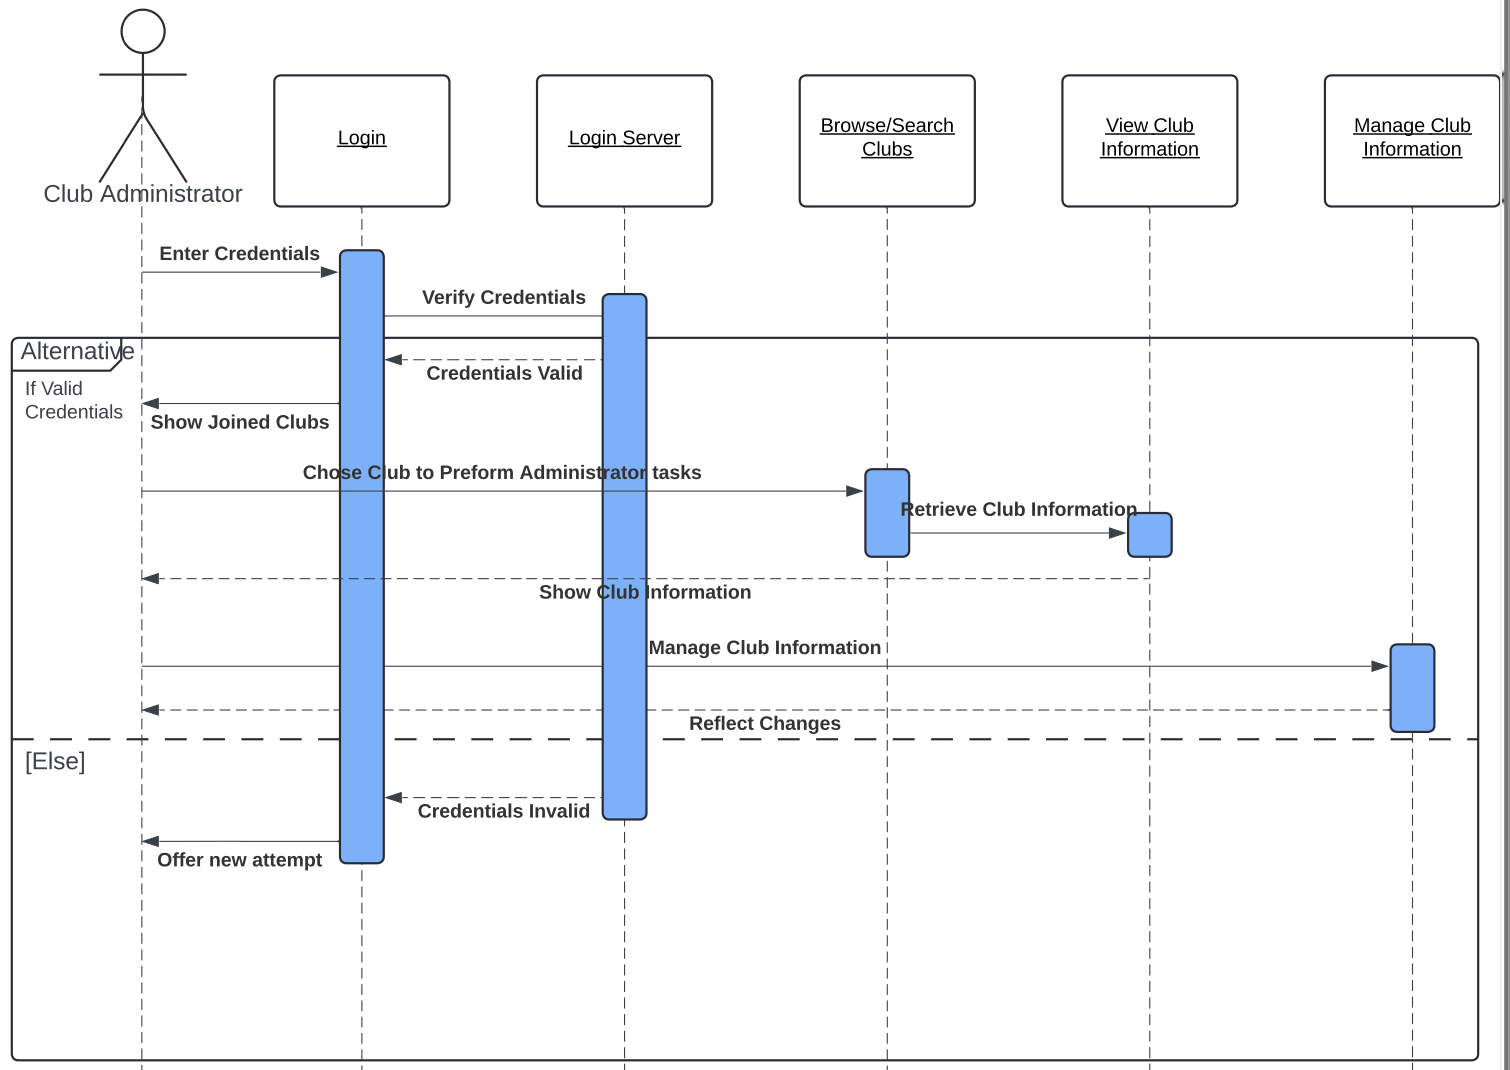 Club Administrator
Login
Login Server
Browse/Search
Clubs
View Club
Information
Manage Club
Information
Enter Credentials
Verify Credentials
Alternative
If Valid
Credentials
Credentials Valid
Show Joined Clubs
Chose Club to Preform Administrator tasks
Retrieve Club Information
Show Club Information
Manage Club Information
Reflect Changes
[Else]
Credentials Invalid
Offer new attempt